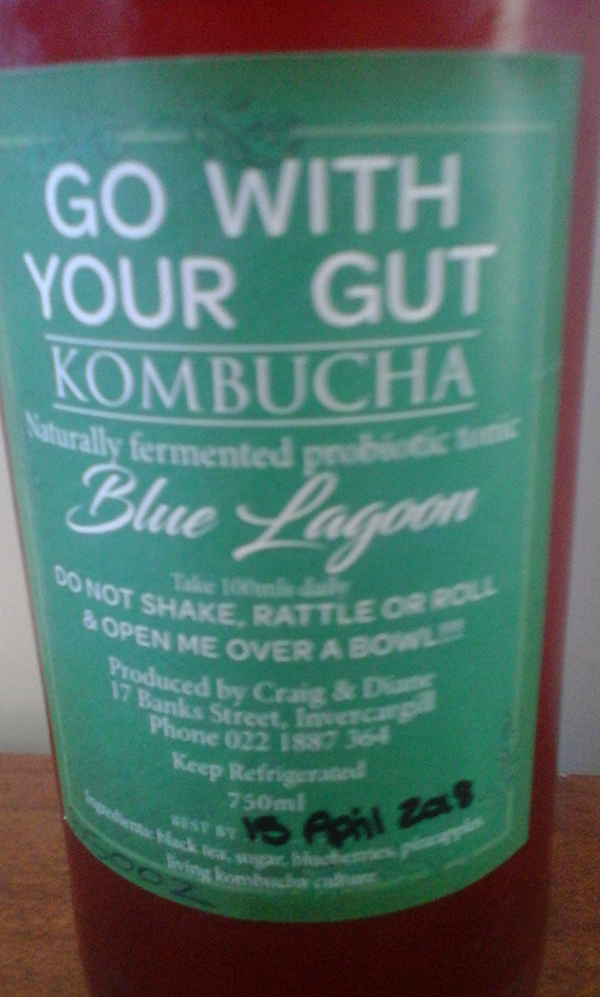 GO WITH
YOUR GUT
KOMBUCHA
Naturally fermented probiotic tonic
Blue Lagoon
Take 100mls daily
DO NOT SHAKE, RATTLE OR ROLL
& OPEN ME OVER A BOWL!!!!
Produced by Craig & Diane
17 Banks Street, Invercargill
Phone 022 1887 364
Keep Refrigerated
750ml
BEST BY 15 April 2018
Ingredients: black tea, sugar, blueberries, pineapples,
living kombucha culture.